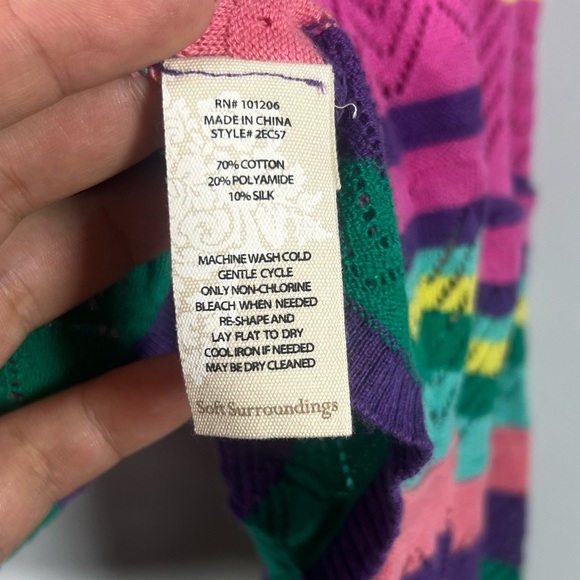 RN# 101206
MADE IN CHINA
STYLE# 2EC57
70% COTTON
20% POLYAMIDE
10% SILK
MACHINE WASH COLD
GENTLE CYCLE
ONLY NON-CHLORINE
BLEACH WHEN NEEDED
RE-SHAPE AND
LAY FLAT TO DRY
COOL IRON IF NEEDED
MAY BE DRY CLEANED
Soft Surroundings